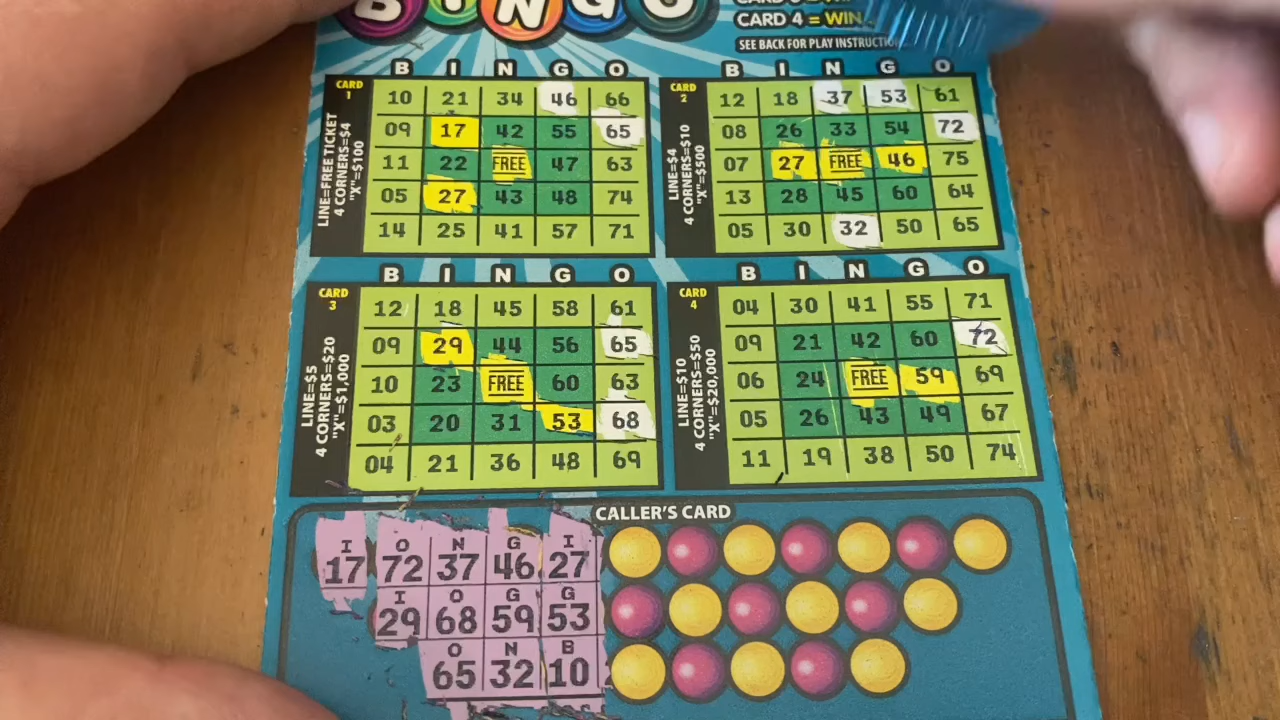 BINGO
CARD 4 = WIN
SEE BACK FOR PLAY INSTRUCTIO
B I N G O
CARD 1
LINE=FREE TICKET
4 CORNERS=$4
"X"=$100
10 21 34 46 66
09 17 42 55 65
11 22 FREE 47 63
05 27 43 48 74
14 25 41 57 71
B I N G O
CARD 2
LINE=$4
4 CORNERS=$10
"X"=$500
12 18 37 53 61
08 26 33 54 72
07 27 FREE 46 75
13 28 45 60 64
05 30 32 50 65
B I N G O
CARD 3
LINE=$5
4 CORNERS=$20
"X"=$1,000
12 18 45 58 61
09 29 44 56 65
10 23 FREE 60 63
03 20 31 53 68
04 21 36 48 69
B I N G O
CARD 4
LINE=$10
4 CORNERS=$50
"X"=$20,000
04 30 41 55 71
09 21 42 60 72
06 24 FREE 59 69
05 26 43 49 67
11 19 38 50 74
CALLER'S CARD
I O N G I
17 72 37 46 27
I O G G
29 68 59 53
O N B
65 32 10